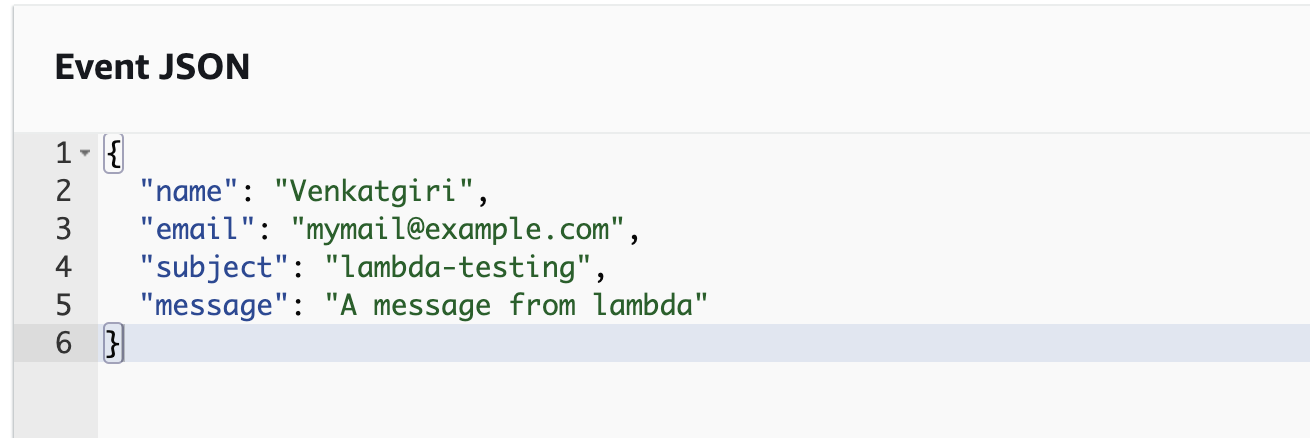 Event JSON
1 {
2 "name": "Venkatgiri",
3 "email": "mymail@example.com",
4 "subject": "lambda-testing",
5 "message": "A message from lambda"
6 }